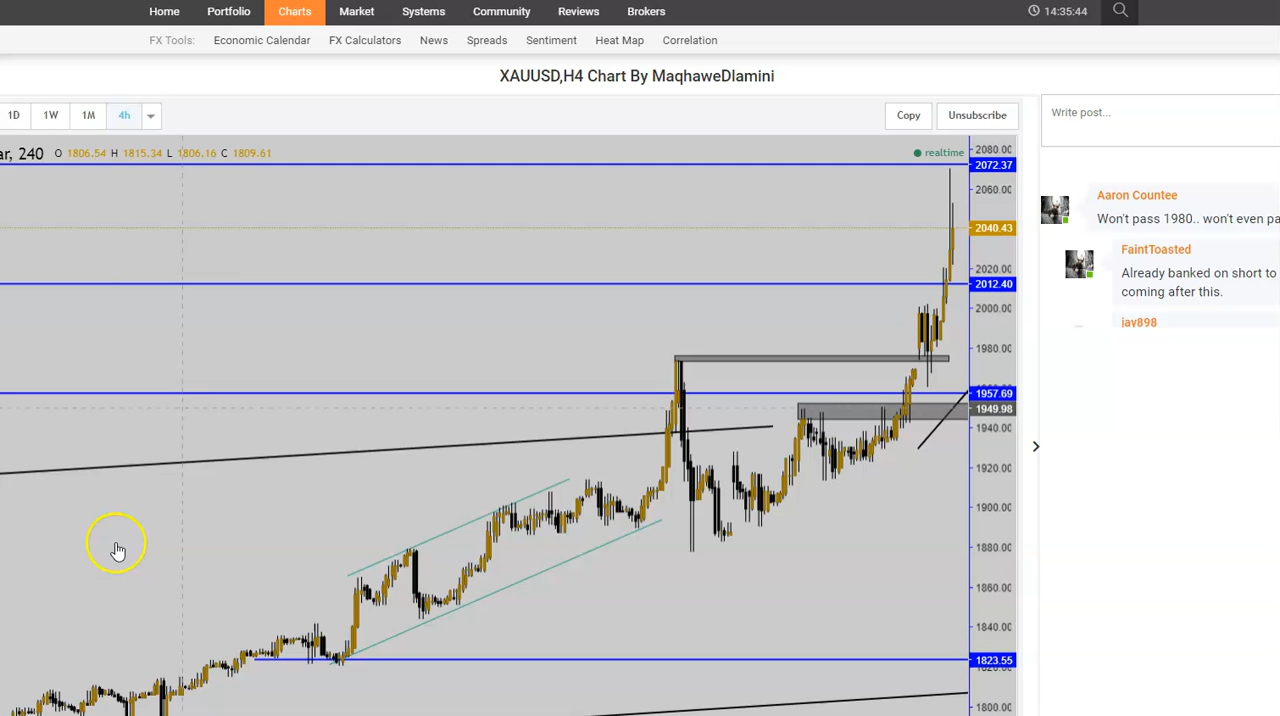 Home Portfolio Charts Market Systems Community Reviews Brokers 14:35:44
FX Tools: Economic Calendar FX Calculators News Spreads Sentiment Heat Map Correlation
XAUUSD,H4 Chart By MaqhaweDlamini
1D 1W 1M 4h Copy Unsubscribe
Write post...
ar, 240 O 1806.54 H 1815.34 L 1806.16 C 1809.61 realtime
2080.00
2072.37
2060.00
2040.43
2020.00
2012.40
2000.00
1980.00
1957.69
1949.98
1940.00
1920.00
1900.00
1880.00
1860.00
1840.00
1823.55
1800.00
Aaron Countee
Won't pass 1980.. won't even pa
FaintToasted
Already banked on short to
coming after this.
jay898